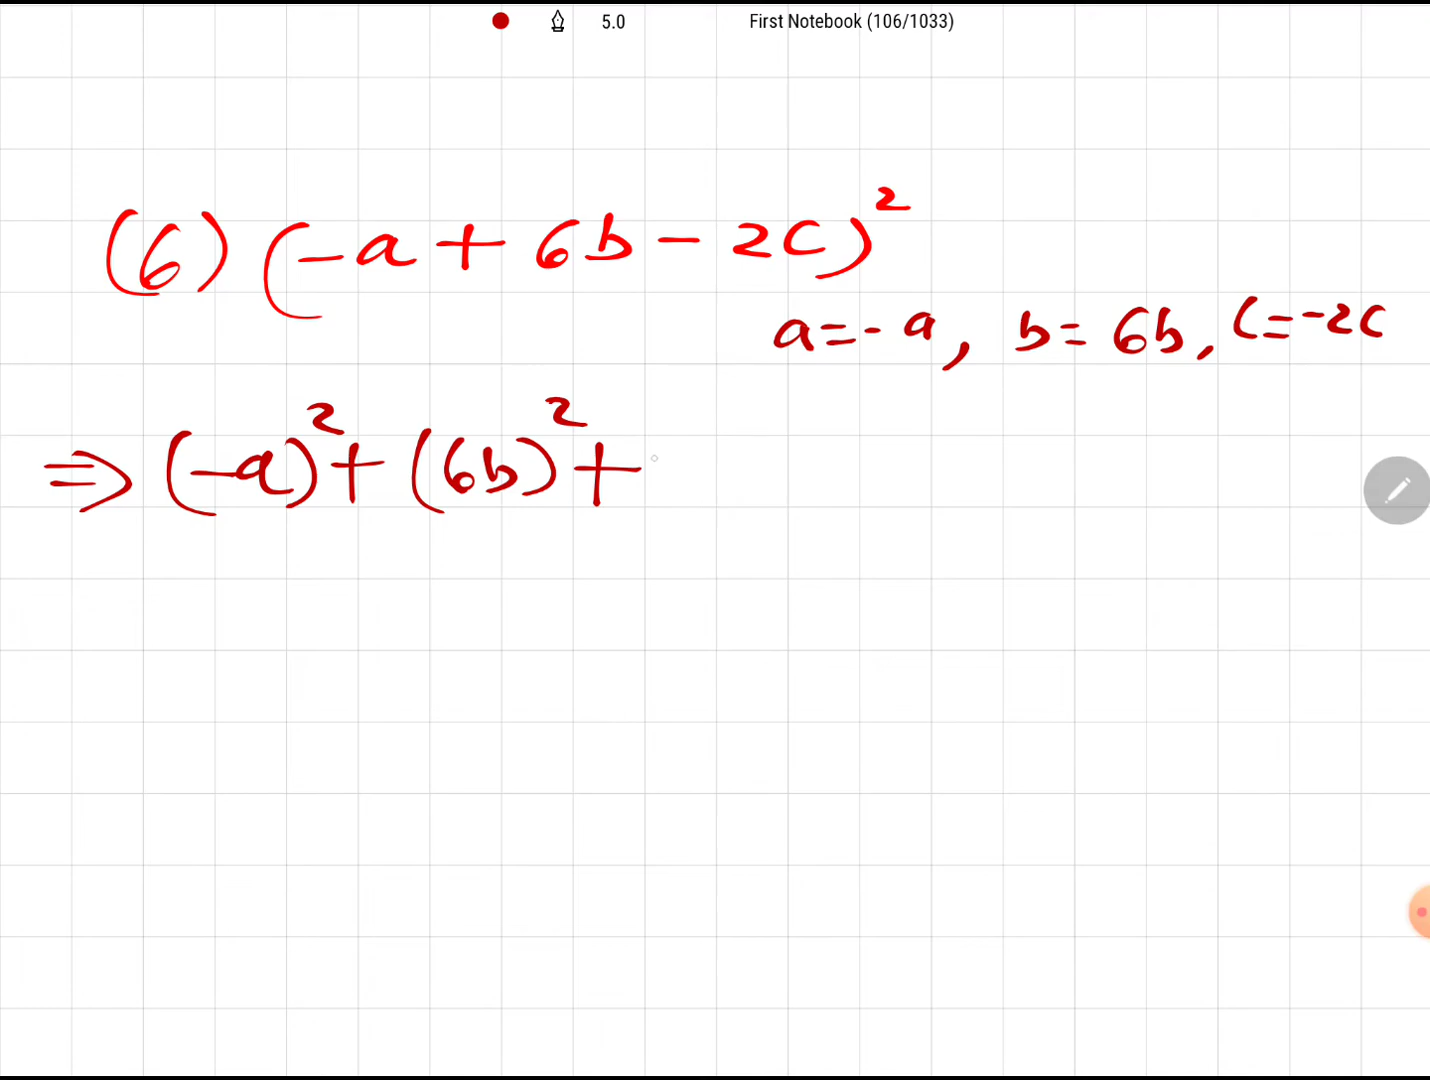 5.0 First Notebook (106/1033)
(6) (-a + 6b - 2c)²
a = -a, b = 6b, c = -2c
⇒ (-a)² + (6b)² +